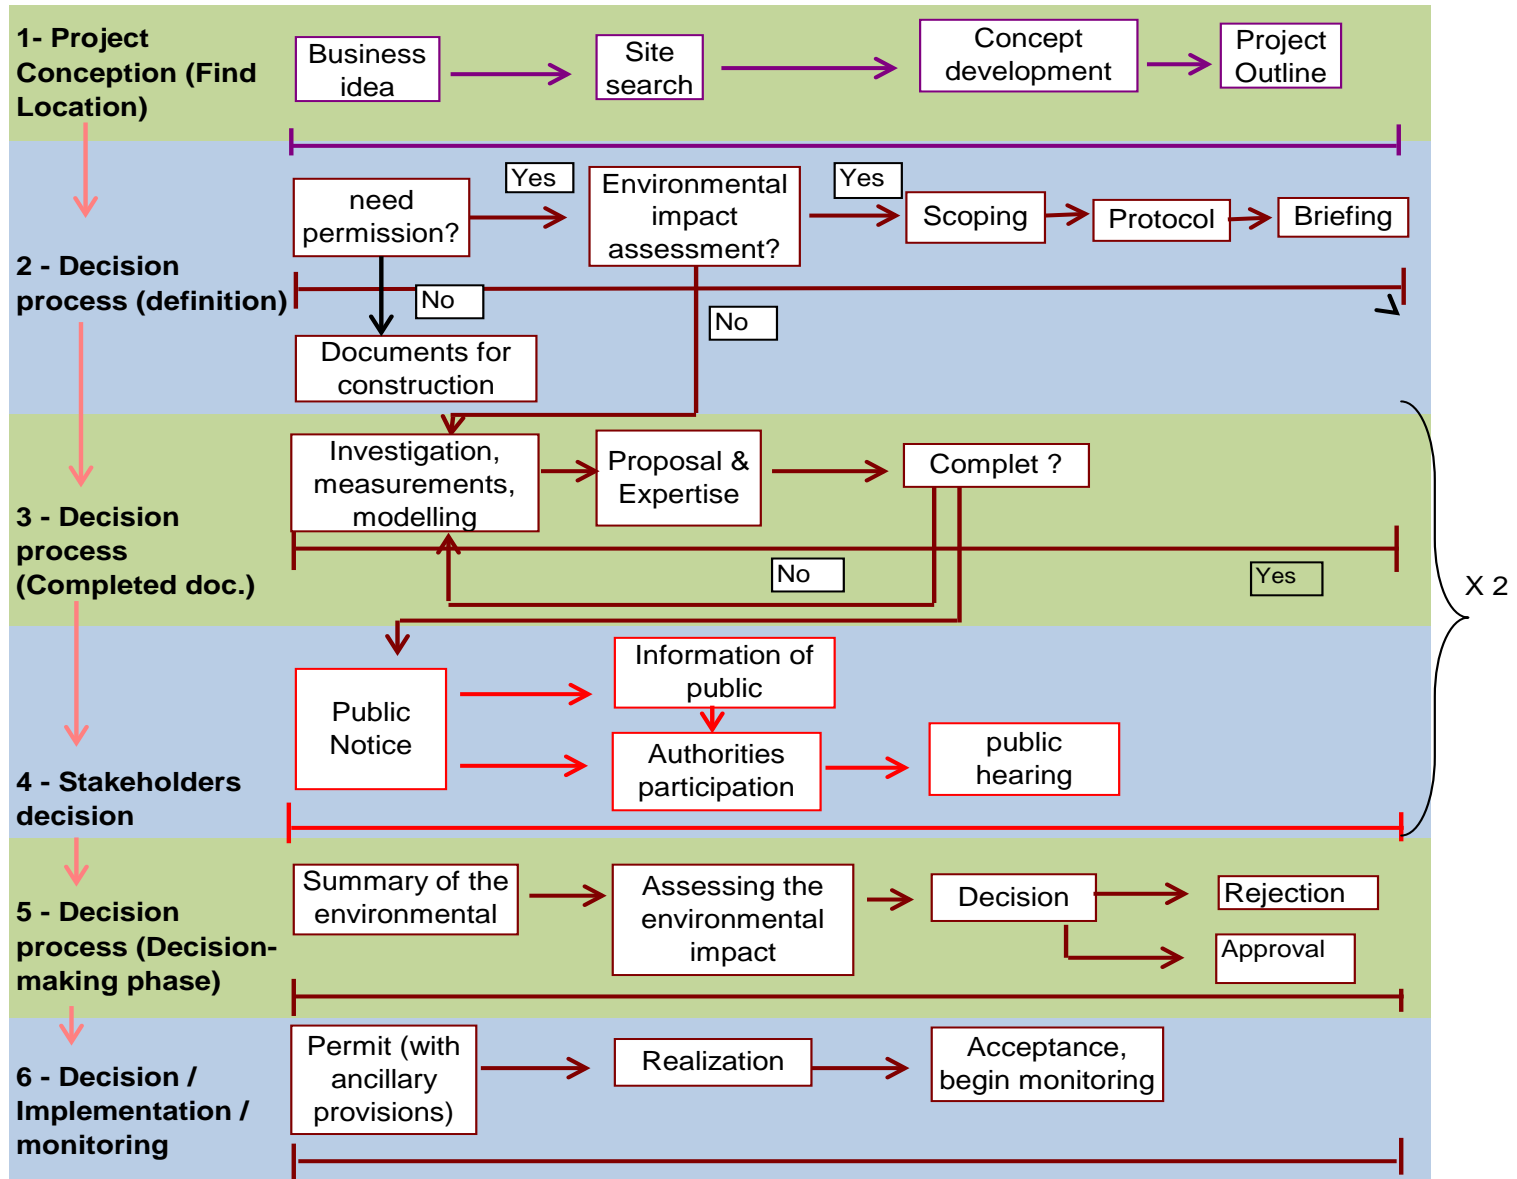 1- Project
Conception (Find
Location)
Business
idea
Site
search
Concept
development
Project
Outline
2 - Decision
process (definition)
need
permission?
Yes
Environmental
impact
assessment?
Yes
Scoping
Protocol
Briefing
No
No
Documents for
construction
3 - Decision
process
(Completed doc.)
Investigation,
measurements,
modelling
Proposal &
Expertise
Complet ?
No
Yes
X 2
4 - Stakeholders
decision
Public
Notice
Information of
public
Authorities
participation
public
hearing
5 - Decision
process (Decision-
making phase)
Summary of the
environmental
Assessing the
environmental
impact
Decision
Rejection
Approval
6 - Decision /
Implementation /
monitoring
Permit (with
ancillary
provisions)
Realization
Acceptance,
begin monitoring